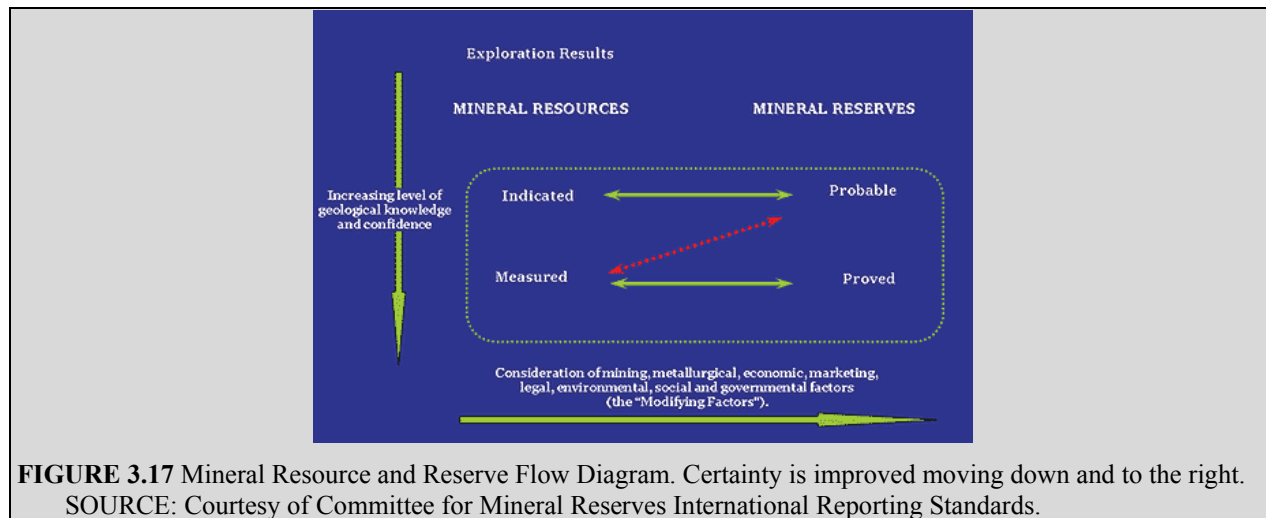 Exploration Results
MINERAL RESOURCES
MINERAL RESERVES
Increasing level of
geological knowledge
and confidence
Indicated
Probable
Measured
Proved
Consideration of mining, metallurgical, economic, marketing,
legal, environmental, social and governmental factors
(the "Modifying Factors").
FIGURE 3.17 Mineral Resource and Reserve Flow Diagram. Certainty is improved moving down and to the right.
SOURCE: Courtesy of Committee for Mineral Reserves International Reporting Standards.